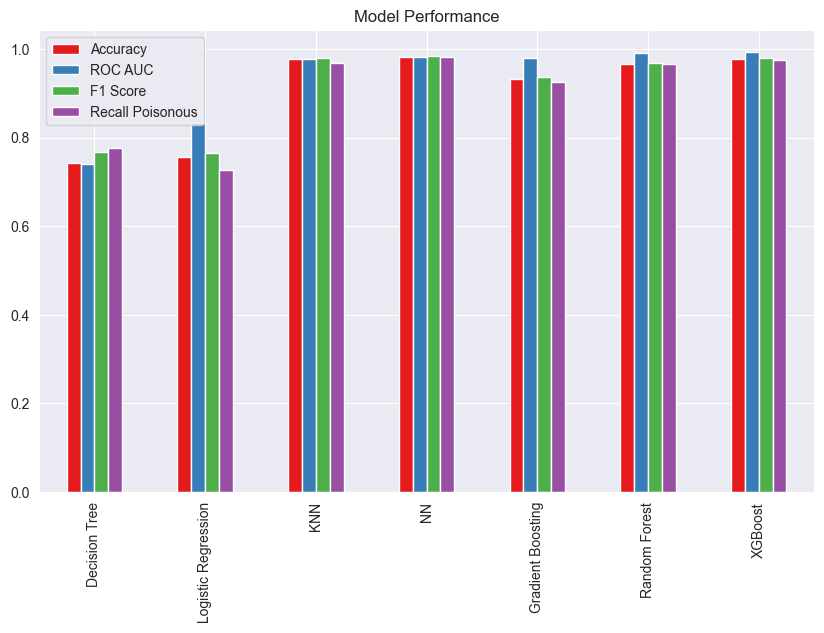 Model Performance
Accuracy
ROC AUC
F1 Score
Recall Poisonous
1.0
0.8
0.6
0.4
0.2
0.0
Decision Tree
Logistic Regression
KNN
NN
Gradient Boosting
Random Forest
XGBoost